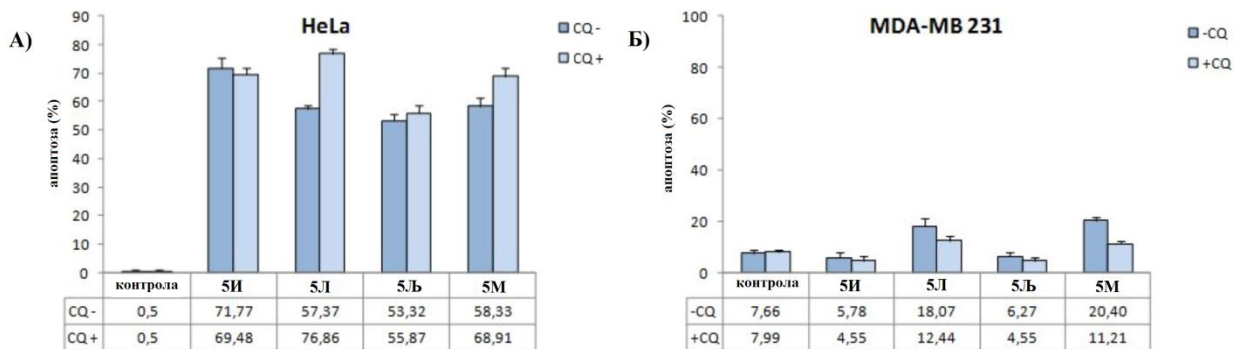 А)
HeLa
апоптоза (%)
90
80
70
60
50
40
30
20
10
0
CQ -
CQ +
контрола 5И 5Л 5Љ 5М
CQ - 0,5 71,77 57,37 53,32 58,33
CQ + 0,5 69,48 76,86 55,87 68,91
Б)
MDA-MB 231
апоптоза (%)
100
80
60
40
20
0
-CQ
+CQ
контрола 5И 5Л 5Љ 5М
-CQ 7,66 5,78 18,07 6,27 20,40
+CQ 7,99 4,55 12,44 4,55 11,21